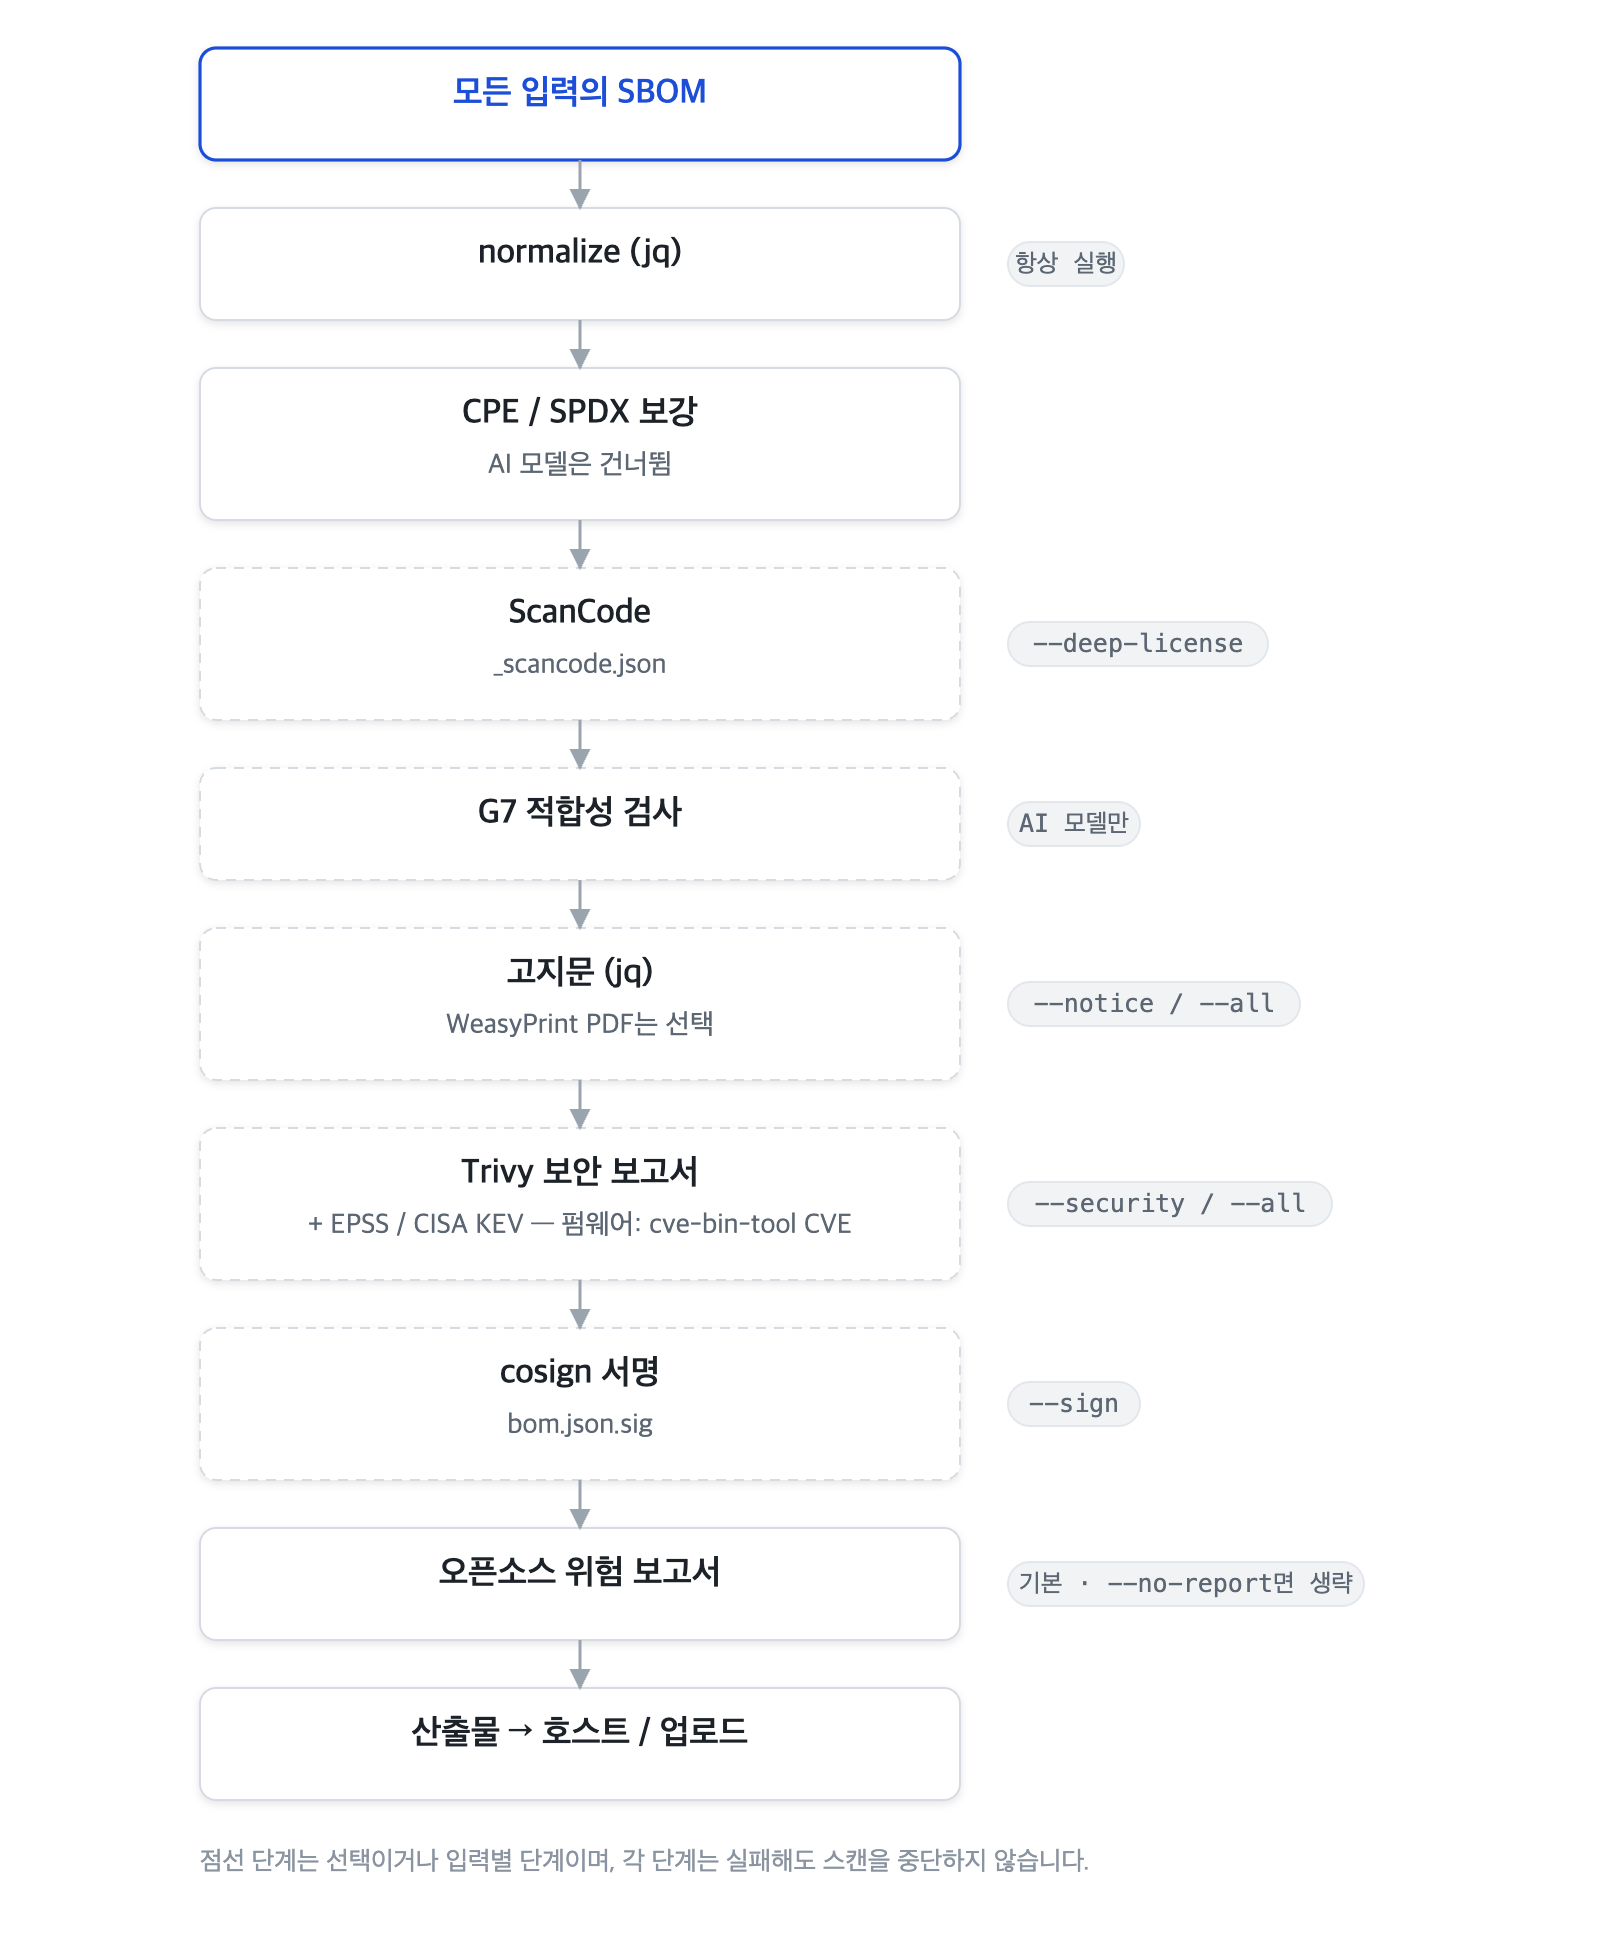 모든 입력의 SBOM
normalize (jq)
항상 실행
CPE / SPDX 보강
AI 모델은 건너뜀
ScanCode
_scancode.json
--deep-license
G7 적합성 검사
AI 모델만
고지문 (jq)
WeasyPrint PDF는 선택
--notice / --all
Trivy 보안 보고서
+ EPSS / CISA KEV — 펌웨어: cve-bin-tool CVE
--security / --all
cosign 서명
bom.json.sig
--sign
오픈소스 위험 보고서
기본 · --no-report면 생략
산출물 → 호스트 / 업로드
점선 단계는 선택이거나 입력별 단계이며, 각 단계는 실패해도 스캔을 중단하지 않습니다.